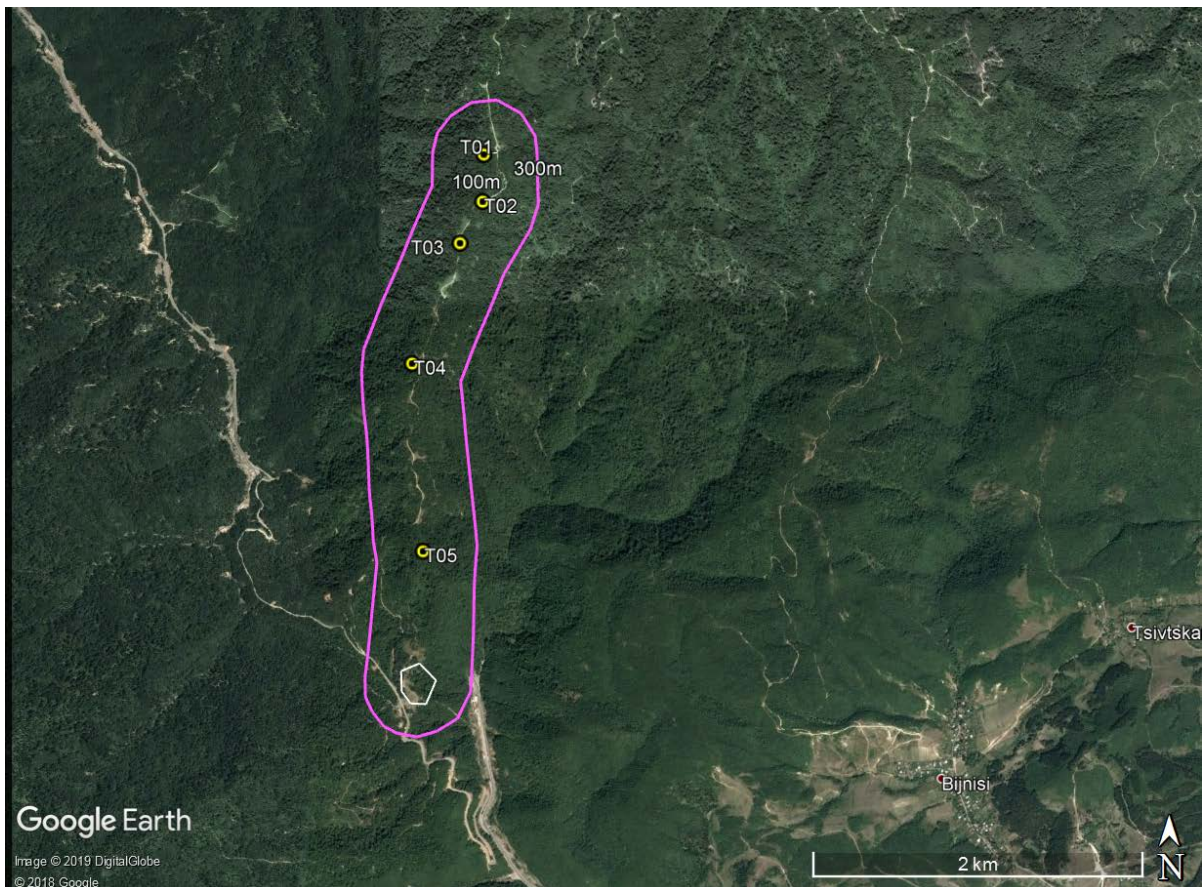 T01
300m
100m
T02
T03
T04
T05
Tsivtska
Bijnisi
Google Earth
Image © 2019 DigitalGlobe
© 2018 Google
2 km
N